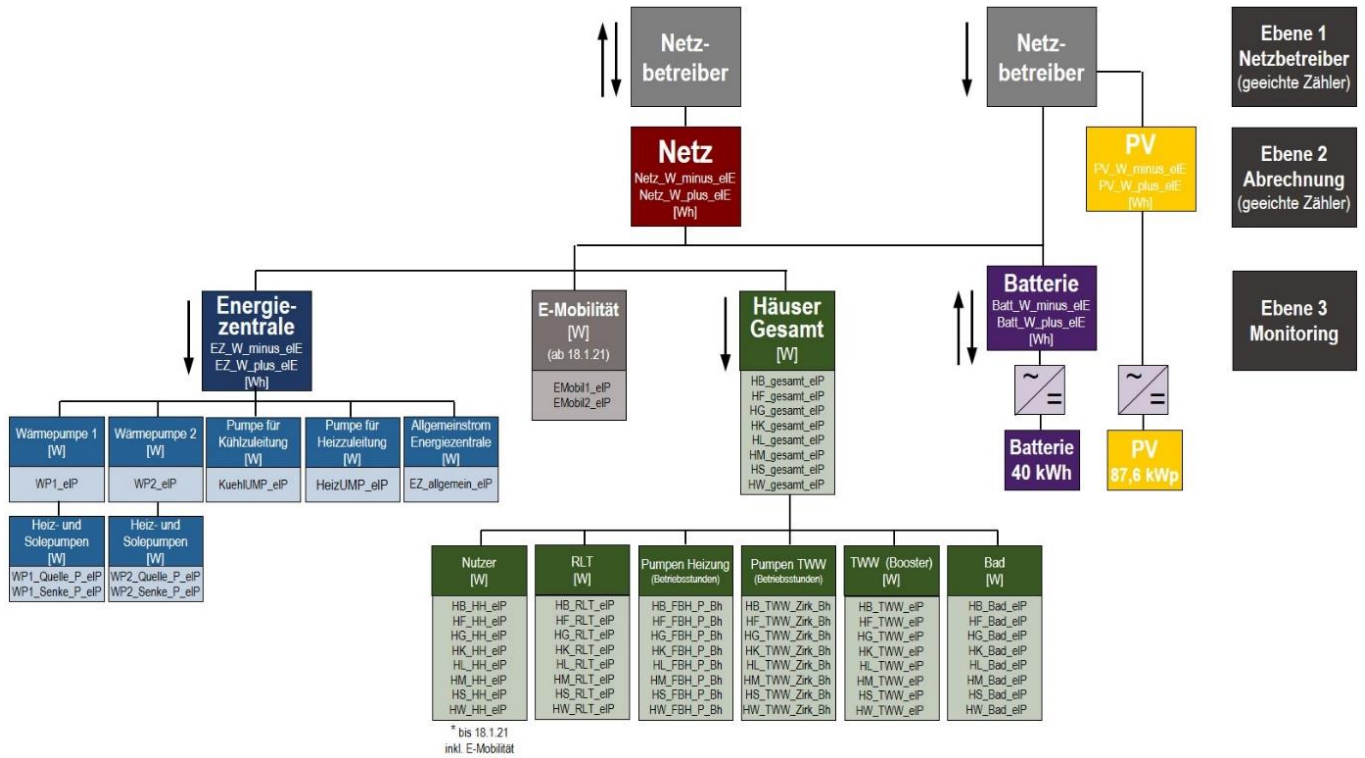 Netz-
betreiber
Netz-
betreiber
Ebene 1
Netzbetreiber
(geeichte Zähler)
Netz
Netz_W_minus_elE
Netz_W_plus_elE
[Wh]
PV
PV_W_minus_elE
PV_W_plus_elE
[Wh]
Ebene 2
Abrechnung
(geeichte Zähler)
Energie-
zentrale
EZ_W_minus_elE
EZ_W_plus_elE
[Wh]
E-Mobilität
[W]
(ab 18.1.21)
EMobil1_elP
EMobil2_elP
Häuser
Gesamt
[W]
HB_gesamt_elP
HF_gesamt_elP
HG_gesamt_elP
HK_gesamt_elP
HL_gesamt_elP
HM_gesamt_elP
HS_gesamt_elP
HW_gesamt_elP
Batterie
Batt_W_minus_elE
Batt_W_plus_elE
[Wh]
Ebene 3
Monitoring
~
=
~
=
Batterie
40 kWh
PV
87,6 kWp
Wärmepumpe 1
[W]
WP1_elP
Wärmepumpe 2
[W]
WP2_elP
Pumpe für
Kühlzuleitung
[W]
KuehlUMP_elP
Pumpe für
Heizzuleitung
[W]
HeizUMP_elP
Allgemeinstrom
Energiezentrale
[W]
EZ_allgemein_elP
Heiz- und
Solepumpen
[W]
WP1_Quelle_P_elP
WP1_Senke_P_elP
Heiz- und
Solepumpen
[W]
WP2_Quelle_P_elP
WP2_Senke_P_elP
Nutzer
[W]
HB_HH_elP
HF_HH_elP
HG_HH_elP
HK_HH_elP
HL_HH_elP
HM_HH_elP
HS_HH_elP
HW_HH_elP
* bis 18.1.21
inkl. E-Mobilität
RLT
[W]
HB_RLT_elP
HF_RLT_elP
HG_RLT_elP
HK_RLT_elP
HL_RLT_elP
HM_RLT_elP
HS_RLT_elP
HW_RLT_elP
Pumpen Heizung
(Betriebsstunden)
HB_FBH_P_Bh
HF_FBH_P_Bh
HG_FBH_P_Bh
HK_FBH_P_Bh
HL_FBH_P_Bh
HM_FBH_P_Bh
HS_FBH_P_Bh
HW_FBH_P_Bh
Pumpen TWW
(Betriebsstunden)
HB_TWW_Zirk_Bh
HF_TWW_Zirk_Bh
HG_TWW_Zirk_Bh
HK_TWW_Zirk_Bh
HL_TWW_Zirk_Bh
HM_TWW_Zirk_Bh
HS_TWW_Zirk_Bh
HW_TWW_Zirk_Bh
TWW (Booster)
[W]
HB_TWW_elP
HF_TWW_elP
HG_TWW_elP
HK_TWW_elP
HL_TWW_elP
HM_TWW_elP
HS_TWW_elP
HW_TWW_elP
Bad
[W]
HB_Bad_elP
HF_Bad_elP
HG_Bad_elP
HK_Bad_elP
HL_Bad_elP
HM_Bad_elP
HS_Bad_elP
HW_Bad_elP